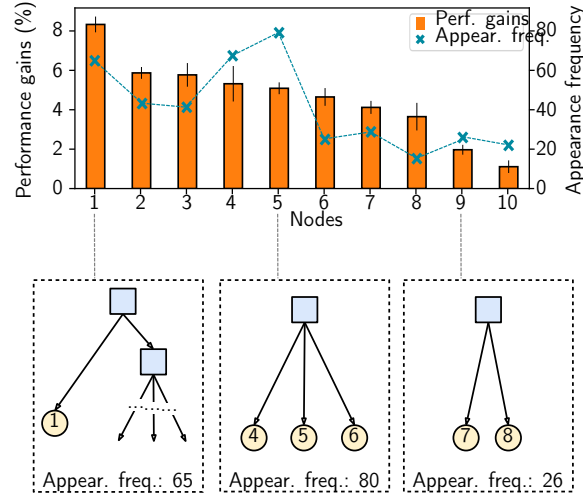 Performance gains (%)
8
6
4
2
0
Perf. gains
Appear. freq.
80
60
40
20
0
Appearance frequency
1 2 3 4 5 6 7 8 9 10
Nodes
1
Appear. freq.: 65
4 5 6
Appear. freq.: 80
7 8
Appear. freq.: 26